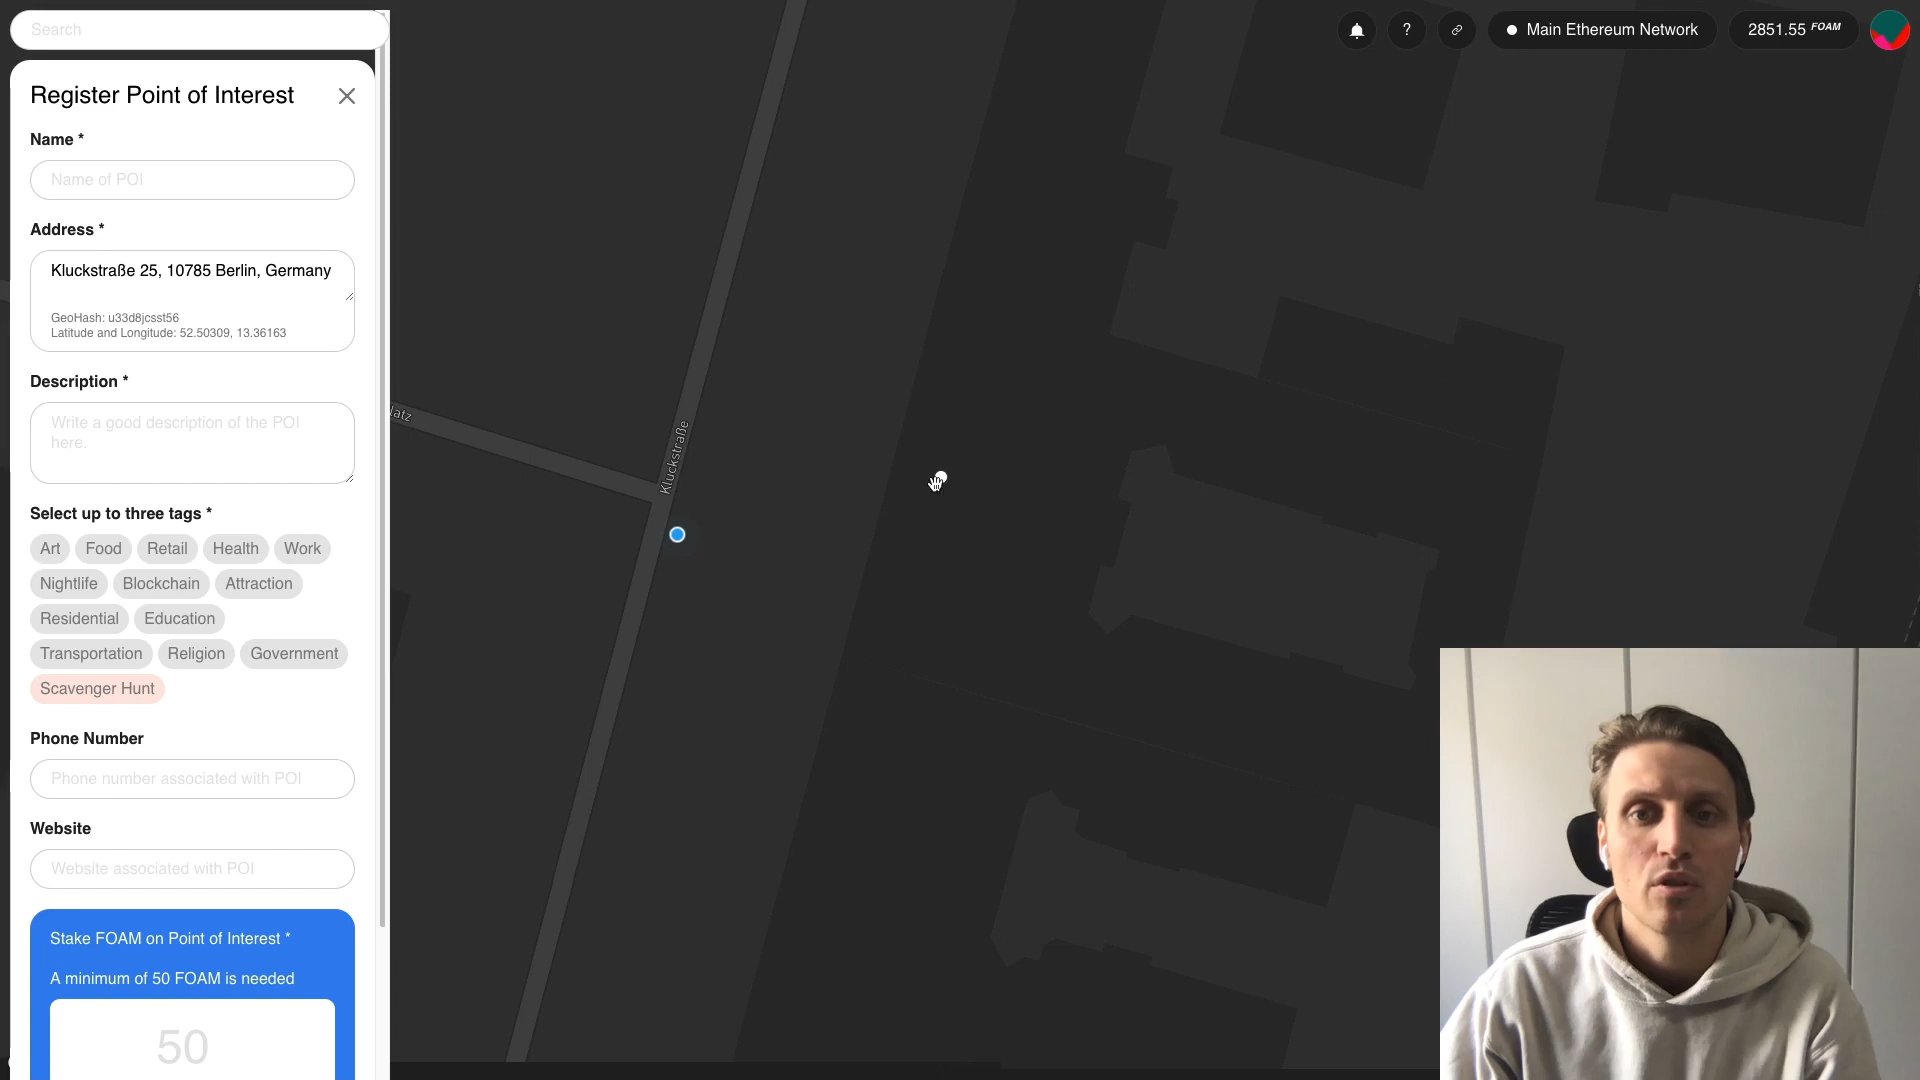 Search
?
Main Ethereum Network
2851.55 FOAM
Register Point of Interest
Name *
Name of POI
Address *
Kluckstraße 25, 10785 Berlin, Germany
GeoHash: u33d8jcsst56
Latitude and Longitude: 52.50309, 13.36163
Description *
Write a good description of the POI
here.
Select up to three tags *
Art Food Retail Health Work
Nightlife Blockchain Attraction
Residential Education
Transportation Religion Government
Scavenger Hunt
Phone Number
Phone number associated with POI
Website
Website associated with POI
Stake FOAM on Point of Interest *
A minimum of 50 FOAM is needed
50
latz
Kluckstraße